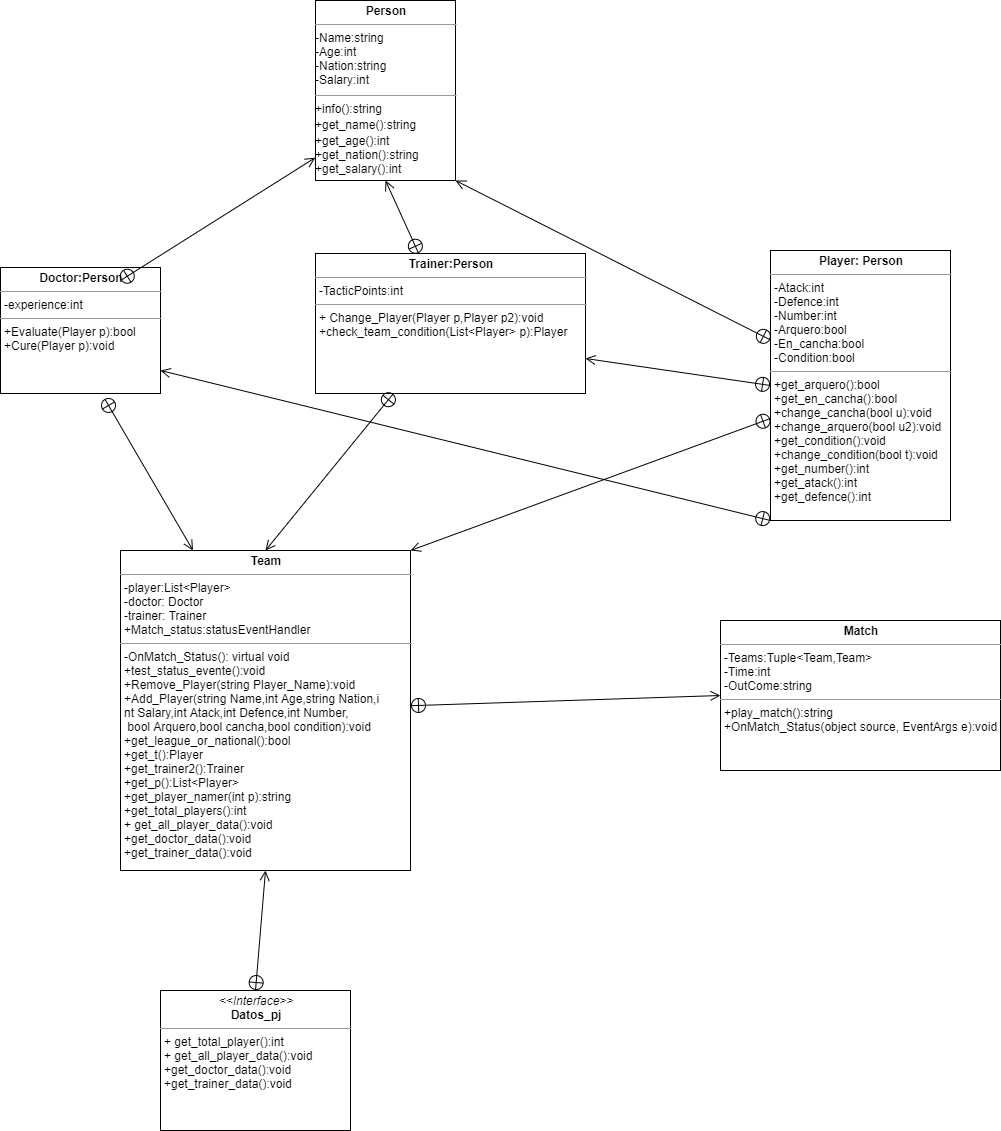 Person
-Name:string
-Age:int
-Nation:string
-Salary:int
+info():string
+get_name():string
+get_age():int
+get_nation():string
+get_salary():int
Doctor:Person
-experience:int
+Evaluate(Player p):bool
+Cure(Player p):void
Trainer:Person
-TacticPoints:int
+ Change_Player(Player p,Player p2):void
+check_team_condition(List<Player> p):Player
Player: Person
-Atack:int
-Defence:int
-Number:int
-Arquero:bool
-En_cancha:bool
-Condition:bool
+get_arquero():bool
+get_en_cancha():bool
+change_cancha(bool u):void
+change_arquero(bool u2):void
+get_condition():void
+change_condition(bool t):void
+get_number():int
+get_atack():int
+get_defence():int
Team
-player:List<Player>
-doctor: Doctor
-trainer: Trainer
+Match_status:statusEventHandler
-OnMatch_Status(): virtual void
+test_status_evente():void
+Remove_Player(string Player_Name):void
+Add_Player(string Name,int Age,string Nation,i
nt Salary,int Atack,int Defence,int Number,
bool Arquero,bool cancha,bool condition):void
+get_league_or_national():bool
+get_t():Player
+get_trainer2():Trainer
+get_p():List<Player>
+get_player_namer(int p):string
+get_total_players():int
+ get_all_player_data():void
+get_doctor_data():void
+get_trainer_data():void
Match
-Teams:Tuple<Team,Team>
-Time:int
-OutCome:string
+play_match():string
+OnMatch_Status(object source, EventArgs e):void
<<Interface>>
Datos_pj
+ get_total_player():int
+ get_all_player_data():void
+get_doctor_data():void
+get_trainer_data():void